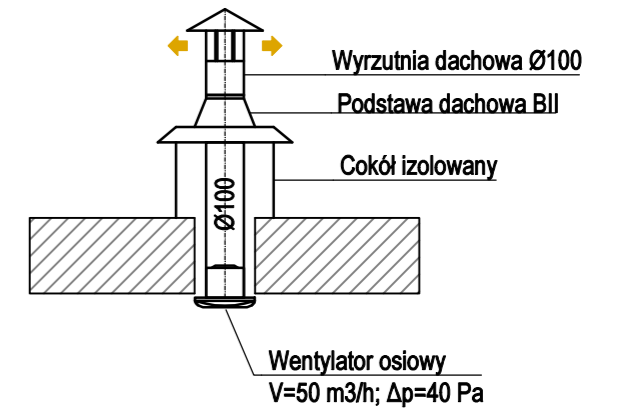 Wyrzutnia dachowa Ø100
Podstawa dachowa BII
Cokół izolowany
Ø100
Wentylator osiowy
V=50 m3/h; Δp=40 Pa